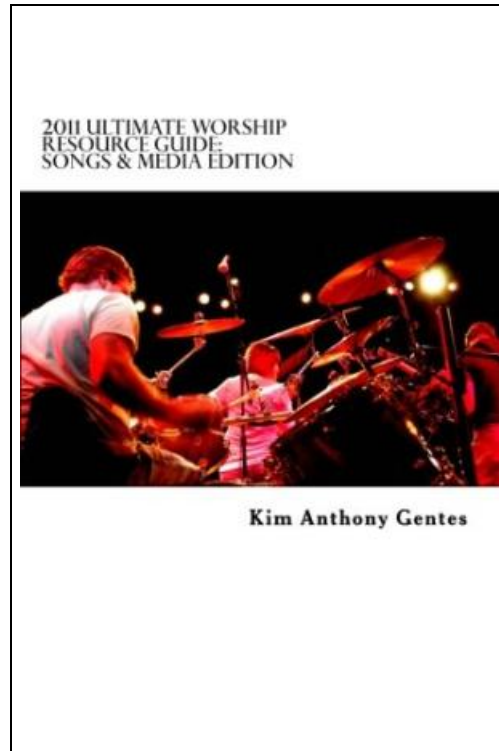 2011 ULTIMATE WORSHIP
RESOURCE GUIDE:
SONGS & MEDIA EDITION
Kim Anthony Gentes